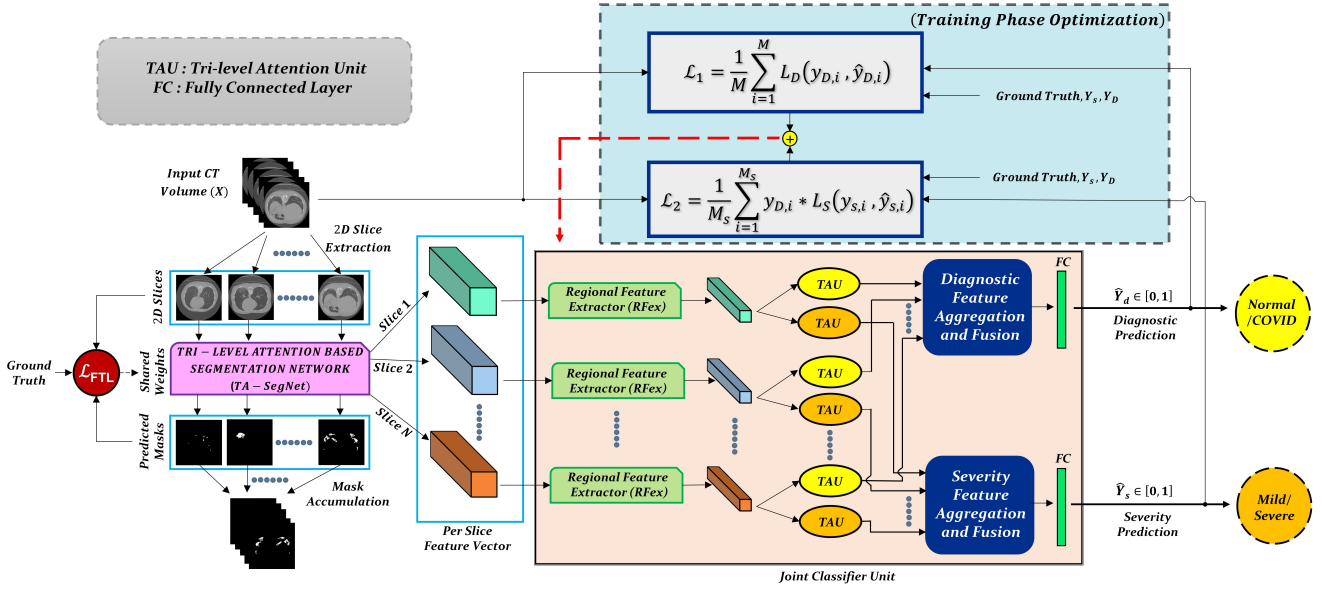 (Training Phase Optimization)
TAU : Tri-level Attention Unit
FC : Fully Connected Layer
ℒ₁ = 1/M ∑_{i=1}^{M} L_D(y_{D,i} , ŷ_{D,i})
Ground Truth,Y_s,Y_D
+
Input CT
Volume (X)
Ground Truth,Y_s,Y_D
ℒ₂ = 1/M_S ∑_{i=1}^{M_S} y_{D,i} * L_S(y_{s,i} , ŷ_{s,i})
2D Slice
Extraction
2D Slices
Slice 1
Slice 2
Slice N
Ground
Truth
ℒ_FTL
Shared
Weights
TRI – LEVEL ATTENTION BASED
SEGMENTATION NETWORK
(TA – SegNet)
Predicted
Masks
Mask
Accumulation
Per Slice
Feature Vector
Regional Feature
Extractor (RFex)
Regional Feature
Extractor (RFex)
Regional Feature
Extractor (RFex)
TAU
TAU
TAU
TAU
TAU
TAU
Diagnostic
Feature
Aggregation
and Fusion
FC
Ŷ_d ∈ [0, 1]
Diagnostic
Prediction
Normal
/COVID
Severity
Feature
Aggregation
and Fusion
FC
Ŷ_s ∈ [0, 1]
Severity
Prediction
Mild/
Severe
Joint Classifier Unit